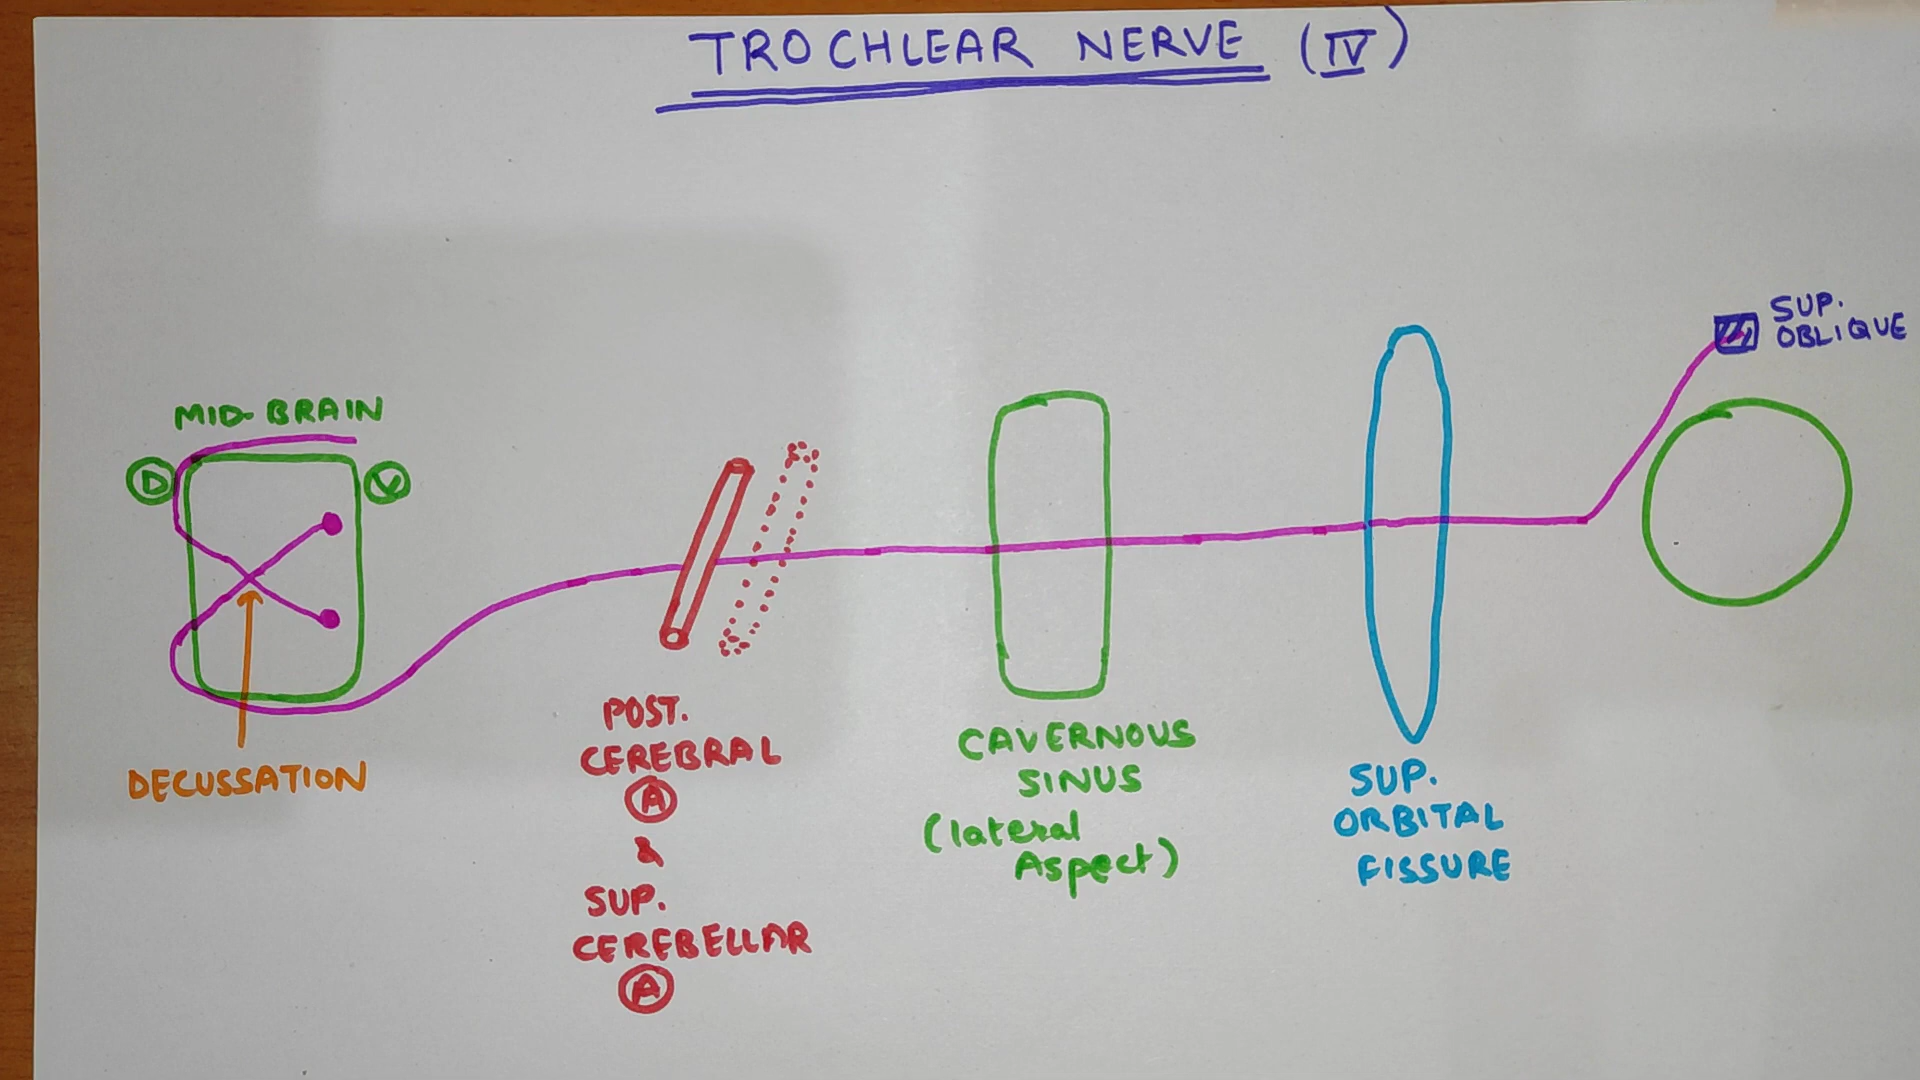 TROCHLEAR NERVE (IV)
SUP.
OBLIQUE
MID-BRAIN
D
V
DECUSSATION
POST.
CEREBRAL
A
&
SUP.
CEREBELLAR
A
CAVERNOUS
SINUS
(lateral
Aspect)
SUP.
ORBITAL
FISSURE